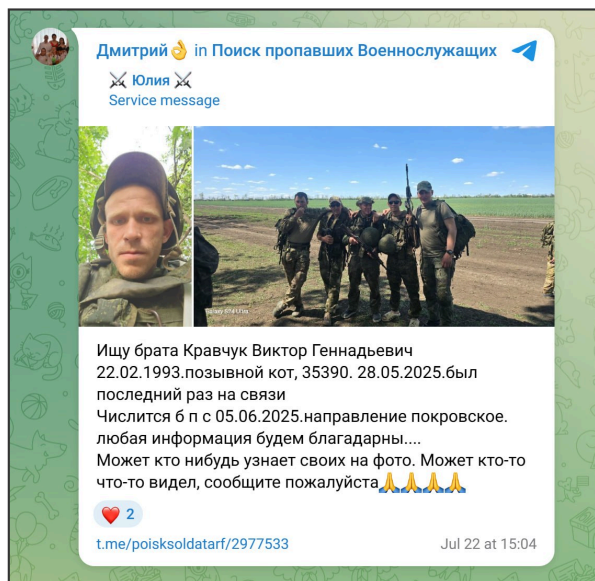 Дмитрий👌 in Поиск пропавших Военнослужащих
⚔ Юлия ⚔
Service message
Ищу брата Кравчук Виктор Геннадьевич
22.02.1993.позывной кот, 35390. 28.05.2025.был
последний раз на связи
Числится б п с 05.06.2025.направление покровское.
любая информация будем благадарны....
Может кто нибудь узнает своих на фото. Может кто-то
что-то видел, сообщите пожалуйста🙏🙏🙏🙏
❤ 2
t.me/poisksoldatarf/2977533
Jul 22 at 15:04